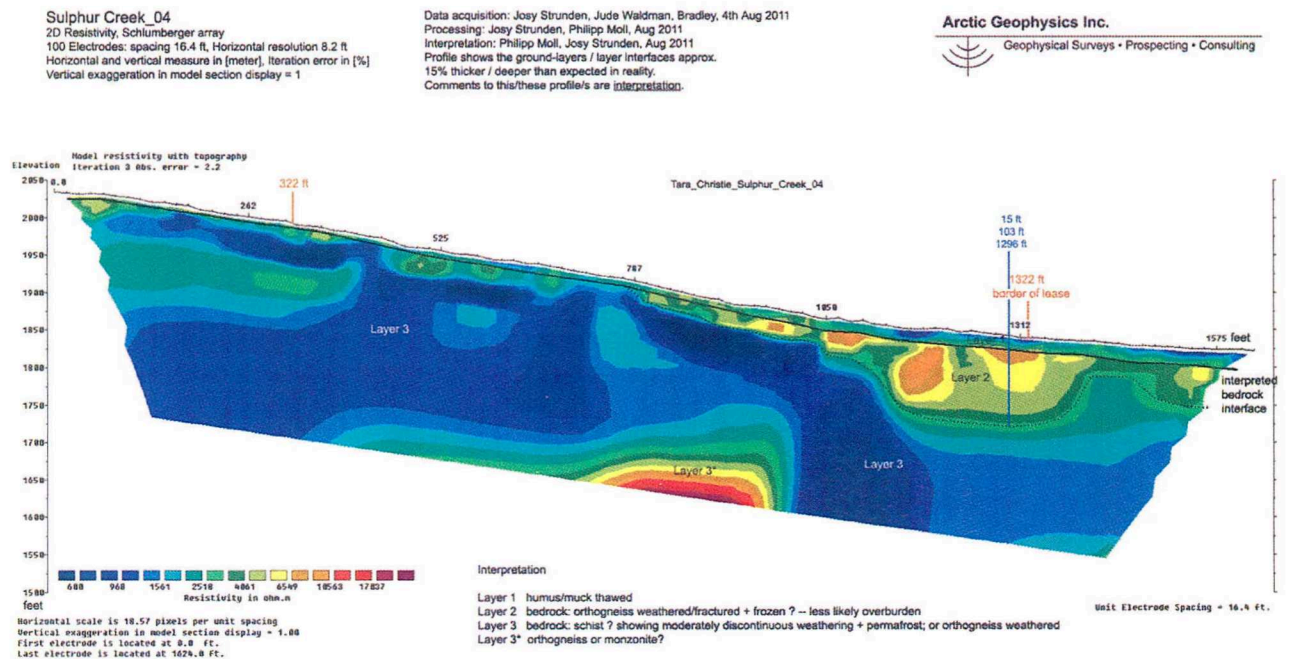 Sulphur Creek_04
2D Resistivity, Schlumberger array
100 Electrodes: spacing 16.4 ft, Horizontal resolution 8.2 ft
Horizontal and vertical measure in [meter], Iteration error in [%]
Vertical exaggeration in model section display = 1
Data acquisition: Josy Strunden, Jude Waldman, Bradley, 4th Aug 2011
Processing: Josy Strunden, Philipp Moll, Aug 2011
Interpretation: Philipp Moll, Josy Strunden, Aug 2011
Profile shows the ground-layers / layer interfaces approx.
15% thicker / deeper than expected in reality.
Comments to this/these profile/s are interpretation.
Arctic Geophysics Inc.
Geophysical Surveys • Prospecting • Consulting
Model resistivity with topography
Elevation
Iteration 3 Abs. error = 2.2
Tara_Christie_Sulphur_Creek_04
2050
0.0
322 ft
262
525
787
1050
15 ft
103 ft
1296 ft
1322 ft
border of lease
1312
1575 feet
2000
1950
1900
1850
1800
1750
1700
1650
1600
1550
1500
feet
Layer 3
Layer 1
Layer 2
Layer 3
Layer 3*
interpreted
bedrock
interface
600 960 1561 2518 4061 6549 10563 17037
Resistivity in ohm.m
Horizontal scale is 18.57 pixels per unit spacing
Vertical exaggeration in model section display = 1.00
First electrode is located at 0.0 ft.
Last electrode is located at 1624.0 ft.
Interpretation
Layer 1 humus/muck thawed
Layer 2 bedrock: orthogneiss weathered/fractured + frozen ? -- less likely overburden
Layer 3 bedrock: schist ? showing moderately discontinuous weathering + permafrost; or orthogneiss weathered
Layer 3* orthogneiss or monzonite?
Unit Electrode Spacing = 16.4 ft.